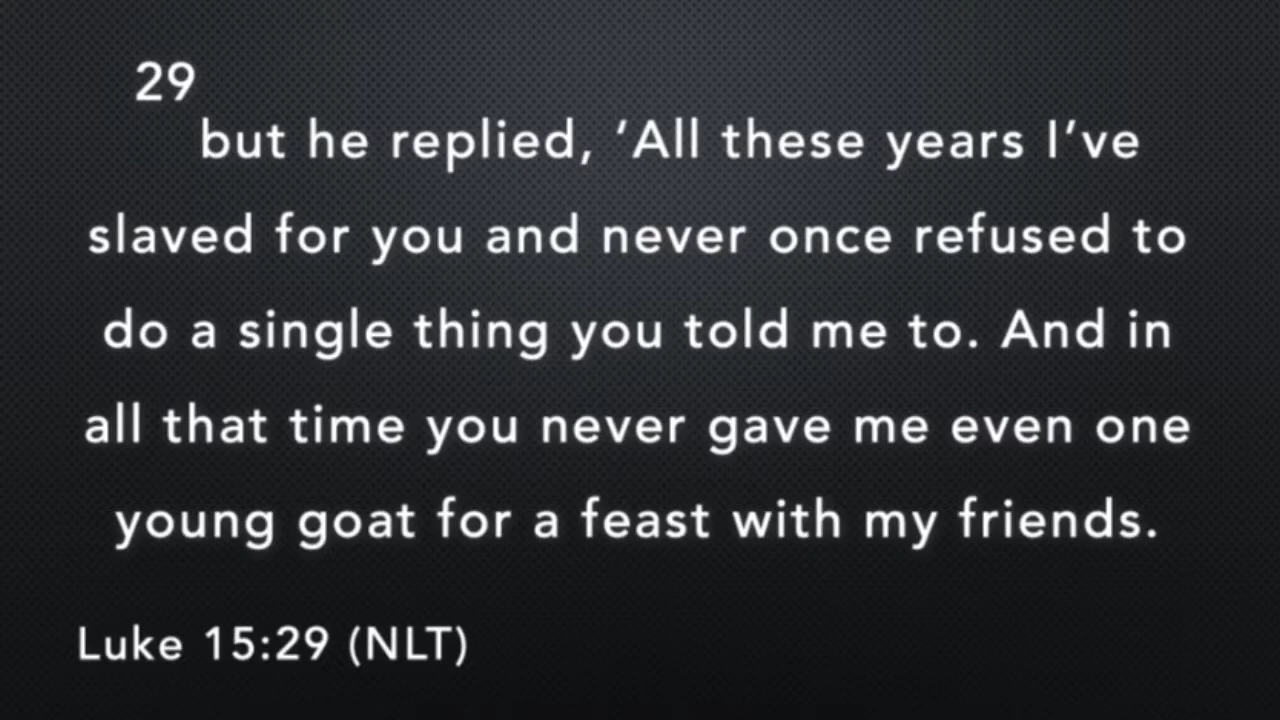 29
but he replied, ‘All these years I’ve
slaved for you and never once refused to
do a single thing you told me to. And in
all that time you never gave me even one
young goat for a feast with my friends.
Luke 15:29 (NLT)